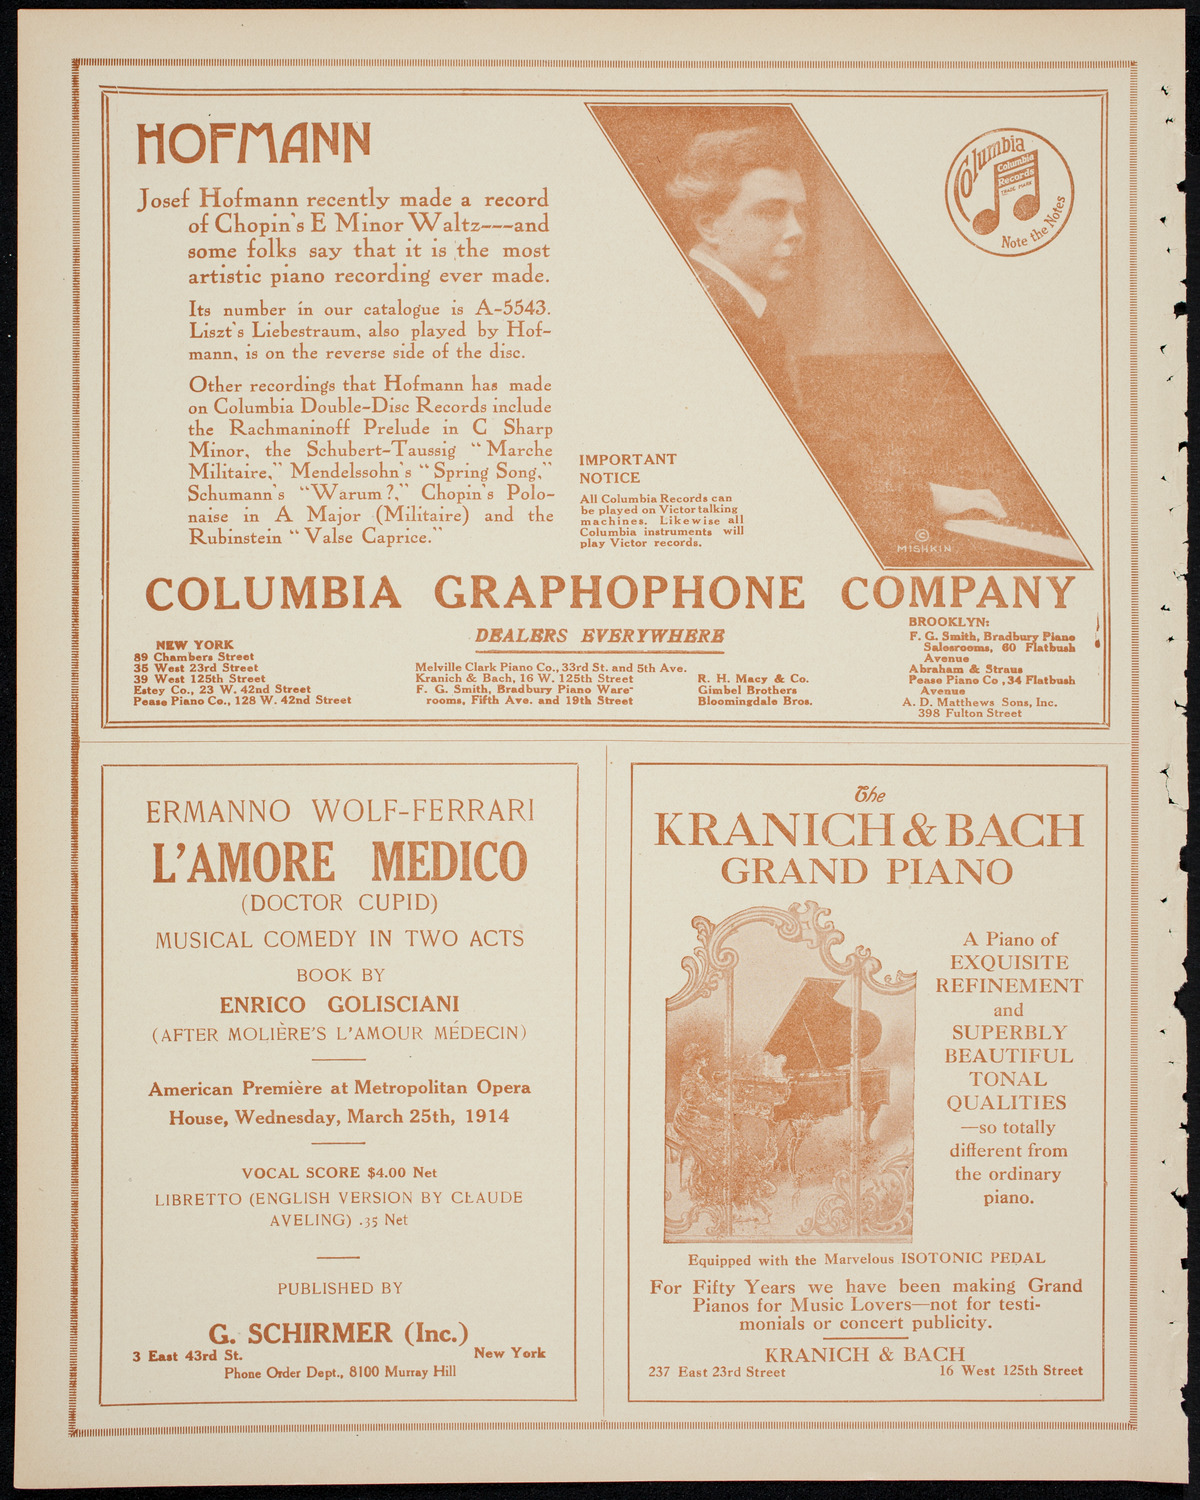 HOFMANN
Josef Hofmann recently made a record
of Chopin's E Minor Waltz---and
some folks say that it is the most
artistic piano recording ever made.
Its number in our catalogue is A-5543.
Liszt's Liebestraum, also played by Hof-
mann, is on the reverse side of the disc.
Other recordings that Hofmann has made
on Columbia Double-Disc Records include
the Rachmaninoff Prelude in C Sharp
Minor, the Schubert-Taussig "Marche
Militaire," Mendelssohn's "Spring Song,"
Schumann's "Warum?," Chopin's Polo-
naise in A Major (Militaire) and the
Rubinstein "Valse Caprice."
IMPORTANT
NOTICE
All Columbia Records can
be played on Victor talking
machines. Likewise all
Columbia instruments will
play Victor records.
Columbia
Columbia
Records
TRADE MARK
Note the Notes
©
MISHKIN
COLUMBIA GRAPHOPHONE COMPANY
DEALERS EVERYWHERE
NEW YORK
89 Chambers Street
35 West 23rd Street
39 West 125th Street
Estey Co., 23 W. 42nd Street
Pease Piano Co., 128 W. 42nd Street
Melville Clark Piano Co., 33rd St. and 5th Ave.
Kranich & Bach, 16 W. 125th Street
F. G. Smith, Bradbury Piano Ware-
rooms, Fifth Ave. and 19th Street
R. H. Macy & Co.
Gimbel Brothers
Bloomingdale Bros.
BROOKLYN:
F. G. Smith, Bradbury Piano
Salesrooms, 60 Flatbush
Avenue
Abraham & Straus
Pease Piano Co., 34 Flatbush
Avenue
A. D. Matthews Sons, Inc.
398 Fulton Street
ERMANNO WOLF-FERRARI
L'AMORE MEDICO
(DOCTOR CUPID)
MUSICAL COMEDY IN TWO ACTS
BOOK BY
ENRICO GOLISCIANI
(AFTER MOLIÈRE'S L'AMOUR MÉDECIN)
American Première at Metropolitan Opera
House, Wednesday, March 25th, 1914
VOCAL SCORE $4.00 Net
LIBRETTO (ENGLISH VERSION BY CLAUDE
AVELING) .35 Net
PUBLISHED BY
G. SCHIRMER (Inc.)
3 East 43rd St. New York
Phone Order Dept., 8100 Murray Hill
The
KRANICH & BACH
GRAND PIANO
A Piano of
EXQUISITE
REFINEMENT
and
SUPERBLY
BEAUTIFUL
TONAL
QUALITIES
—so totally
different from
the ordinary
piano.
Equipped with the Marvelous ISOTONIC PEDAL
For Fifty Years we have been making Grand
Pianos for Music Lovers—not for testi-
monials or concert publicity.
KRANICH & BACH
237 East 23rd Street 16 West 125th Street